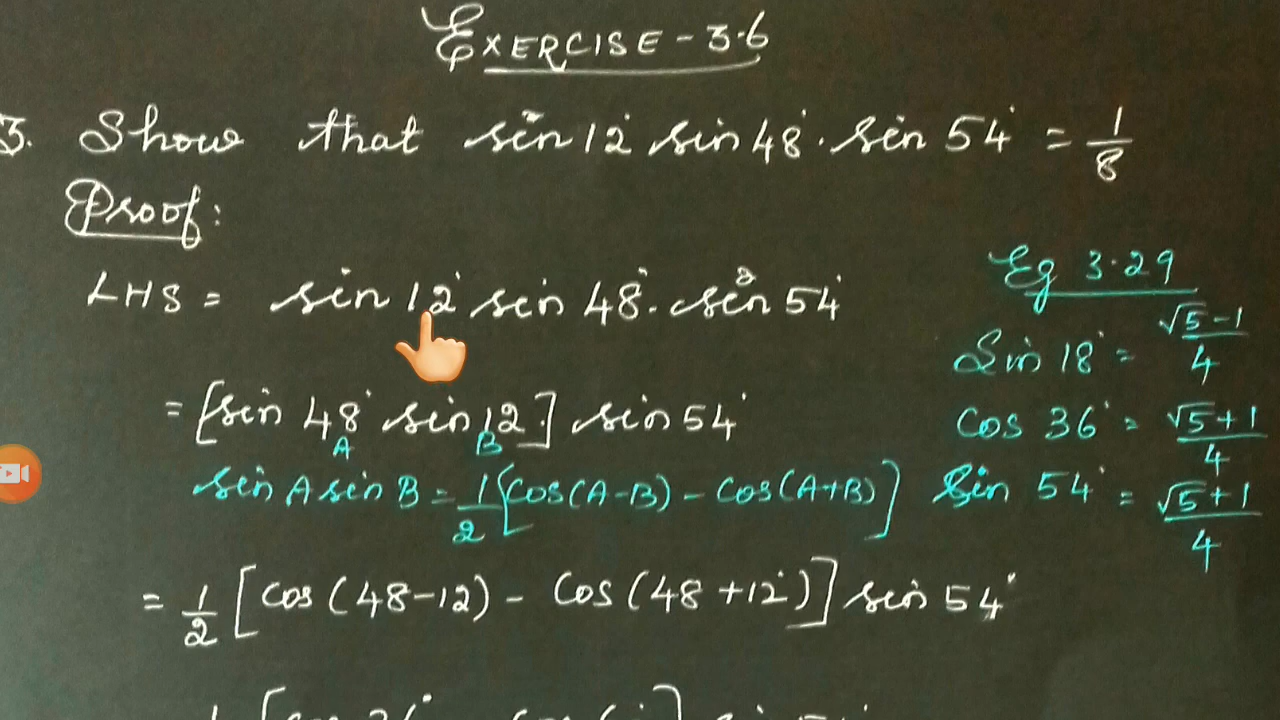 EXERCISE - 3.6
3. Show that sin 12° sin 48°. sin 54° = 1/8
Proof:
LHS = sin 12° sin 48°. sin 54°
= [sin 48° sin 12°] sin 54°
A B
sin A sin B = 1/2 [cos(A-B) - cos(A+B)]
= 1/2 [cos(48-12) - cos(48+12°)] sin 54°
Eg 3.29
Sin 18° = √5-1/4
Cos 36° = √5+1/4
Sin 54° = √5+1/4